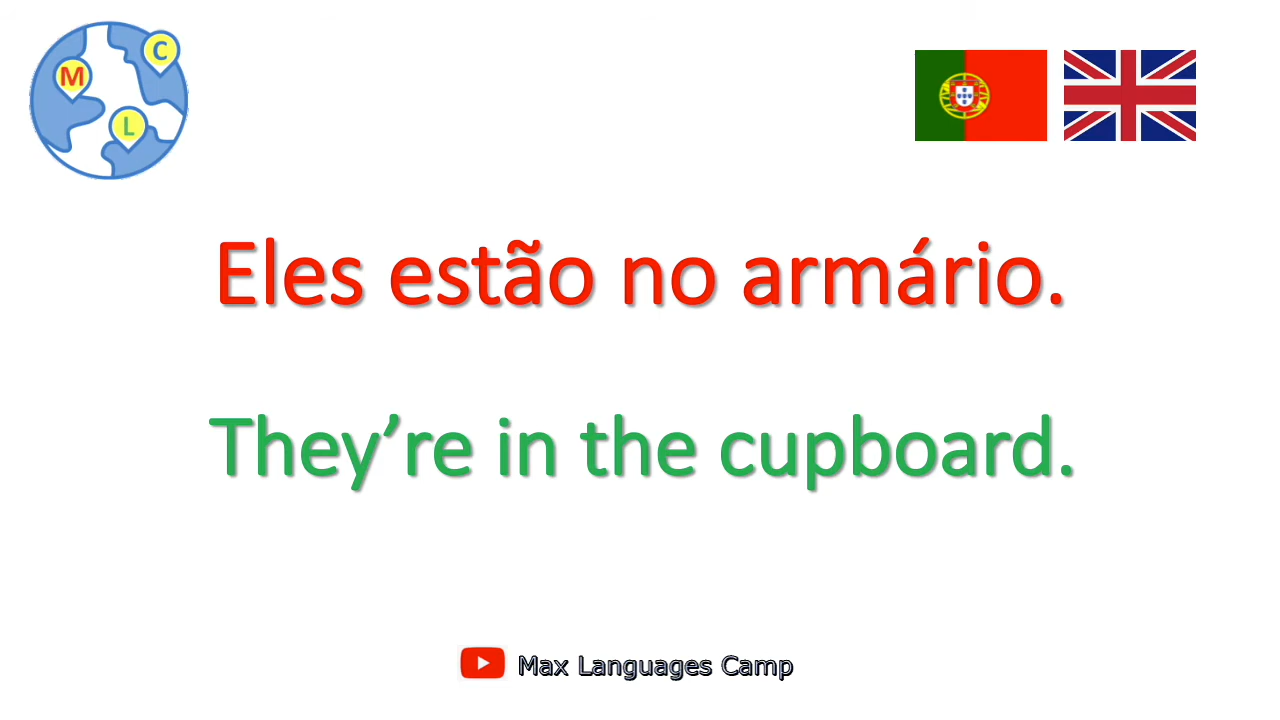 M
C
L
Eles estão no armário.
They’re in the cupboard.
Max Languages Camp